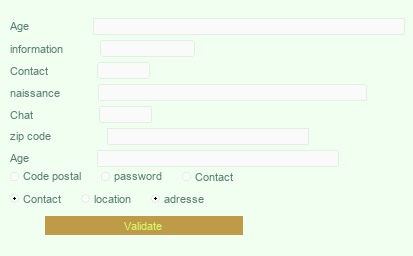 Age
information
Contact
naissance
Chat
zip code
Age
Code postal password Contact
Contact location adresse
Validate